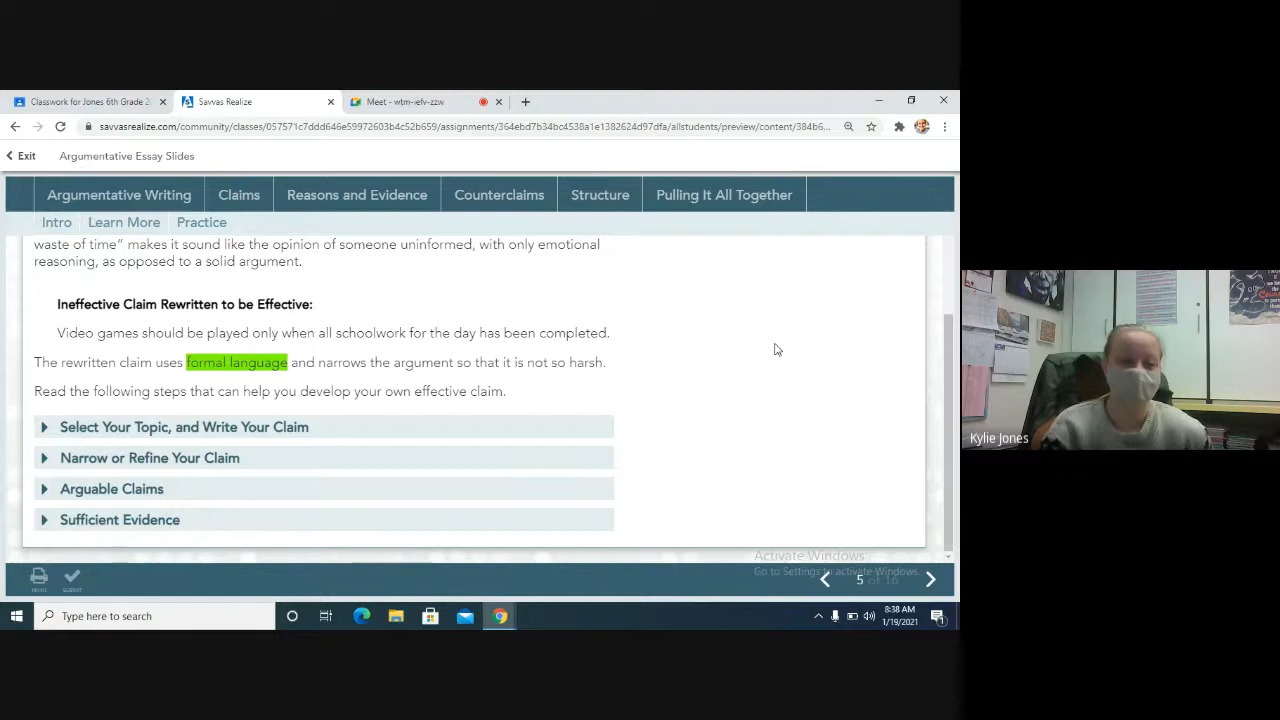 Classwork for Jones 6th Grade 2
Savvas Realize
Meet - wtm-iefv-zzw
savvasrealize.com/community/classes/057571c7ddd646e59972603b4c52b659/assignments/364ebd7b34bc4538a1e1382624d97dfa/allstudents/preview/content/384b6...
Exit
Argumentative Essay Slides
Argumentative Writing
Claims
Reasons and Evidence
Counterclaims
Structure
Pulling It All Together
Intro
Learn More
Practice
waste of time” makes it sound like the opinion of someone uninformed, with only emotional
reasoning, as opposed to a solid argument.
Ineffective Claim Rewritten to be Effective:
Video games should be played only when all schoolwork for the day has been completed.
The rewritten claim uses formal language and narrows the argument so that it is not so harsh.
Read the following steps that can help you develop your own effective claim.
Select Your Topic, and Write Your Claim
Narrow or Refine Your Claim
Arguable Claims
Sufficient Evidence
Activate Windows
Go to Settings to activate Windows.
PRINT
SUBMIT
5 of 16
Type here to search
8:38 AM
1/19/2021
1
Kylie Jones